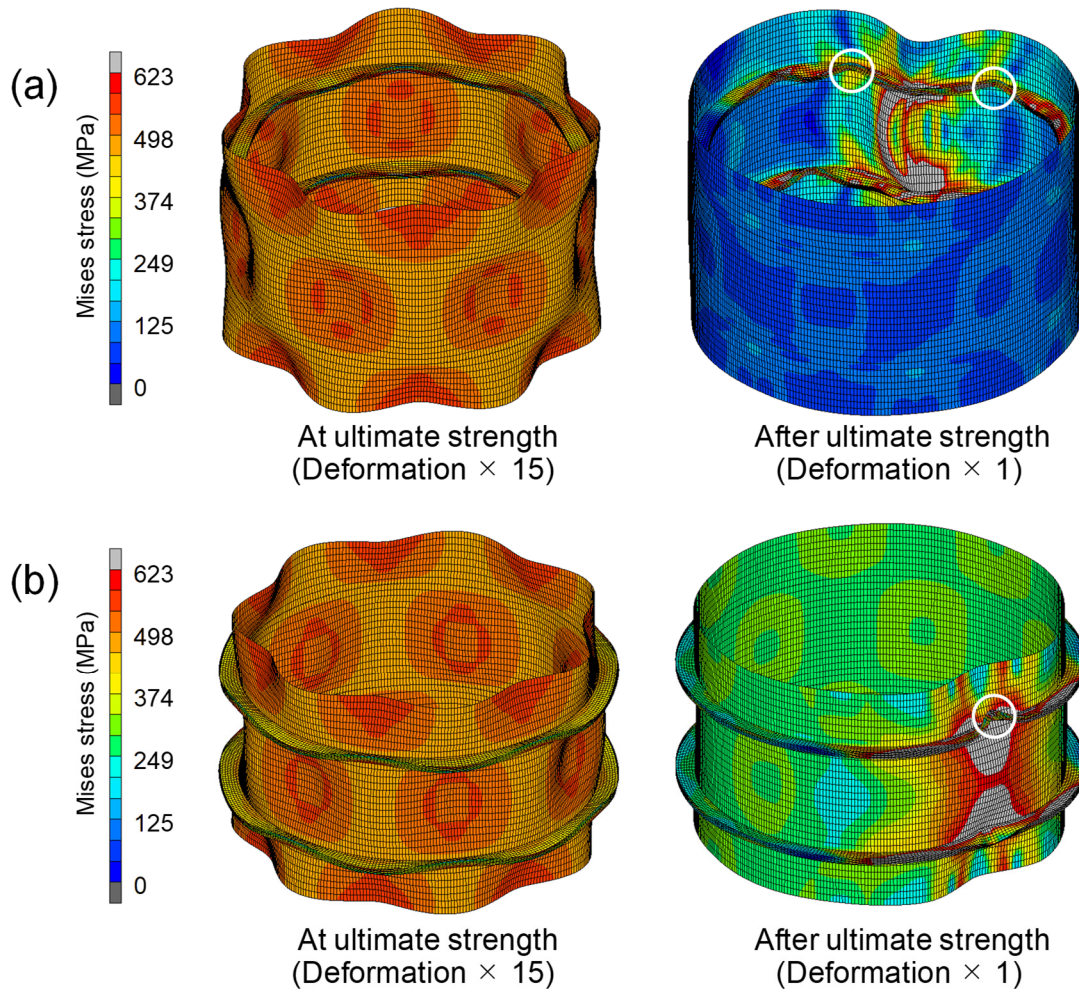 (a)
Mises stress (MPa)
623
498
374
249
125
0
At ultimate strength
(Deformation × 15)
After ultimate strength
(Deformation × 1)
(b)
Mises stress (MPa)
623
498
374
249
125
0
At ultimate strength
(Deformation × 15)
After ultimate strength
(Deformation × 1)